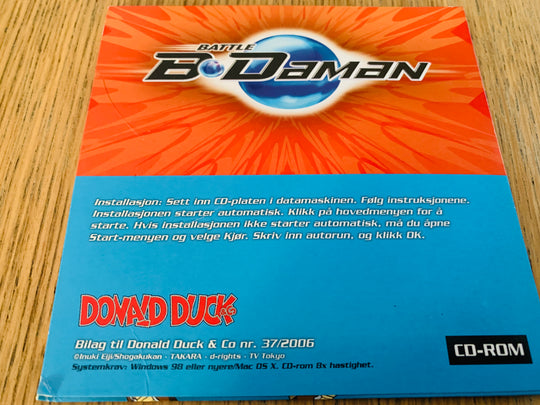 BATTLE
B-DAMAN
Installasjon: Sett inn CD-platen i datamaskinen. Følg instruksjonene.
Installasjonen starter automatisk. Klikk på hovedmenyen for å
starte. Hvis installasjonen ikke starter automatisk, må du åpne
Start-menyen og velge Kjør. Skriv inn autorun, og klikk OK.
DONALD DUCK & CO
Bilag til Donald Duck & Co nr. 37/2006
©Inuki Eiji/Shogakukan - TAKARA - d-rights - TV Tokyo
Systemkrav: Windows 98 eller nyere/Mac OS X. CD-rom 8x hastighet.
CD-ROM